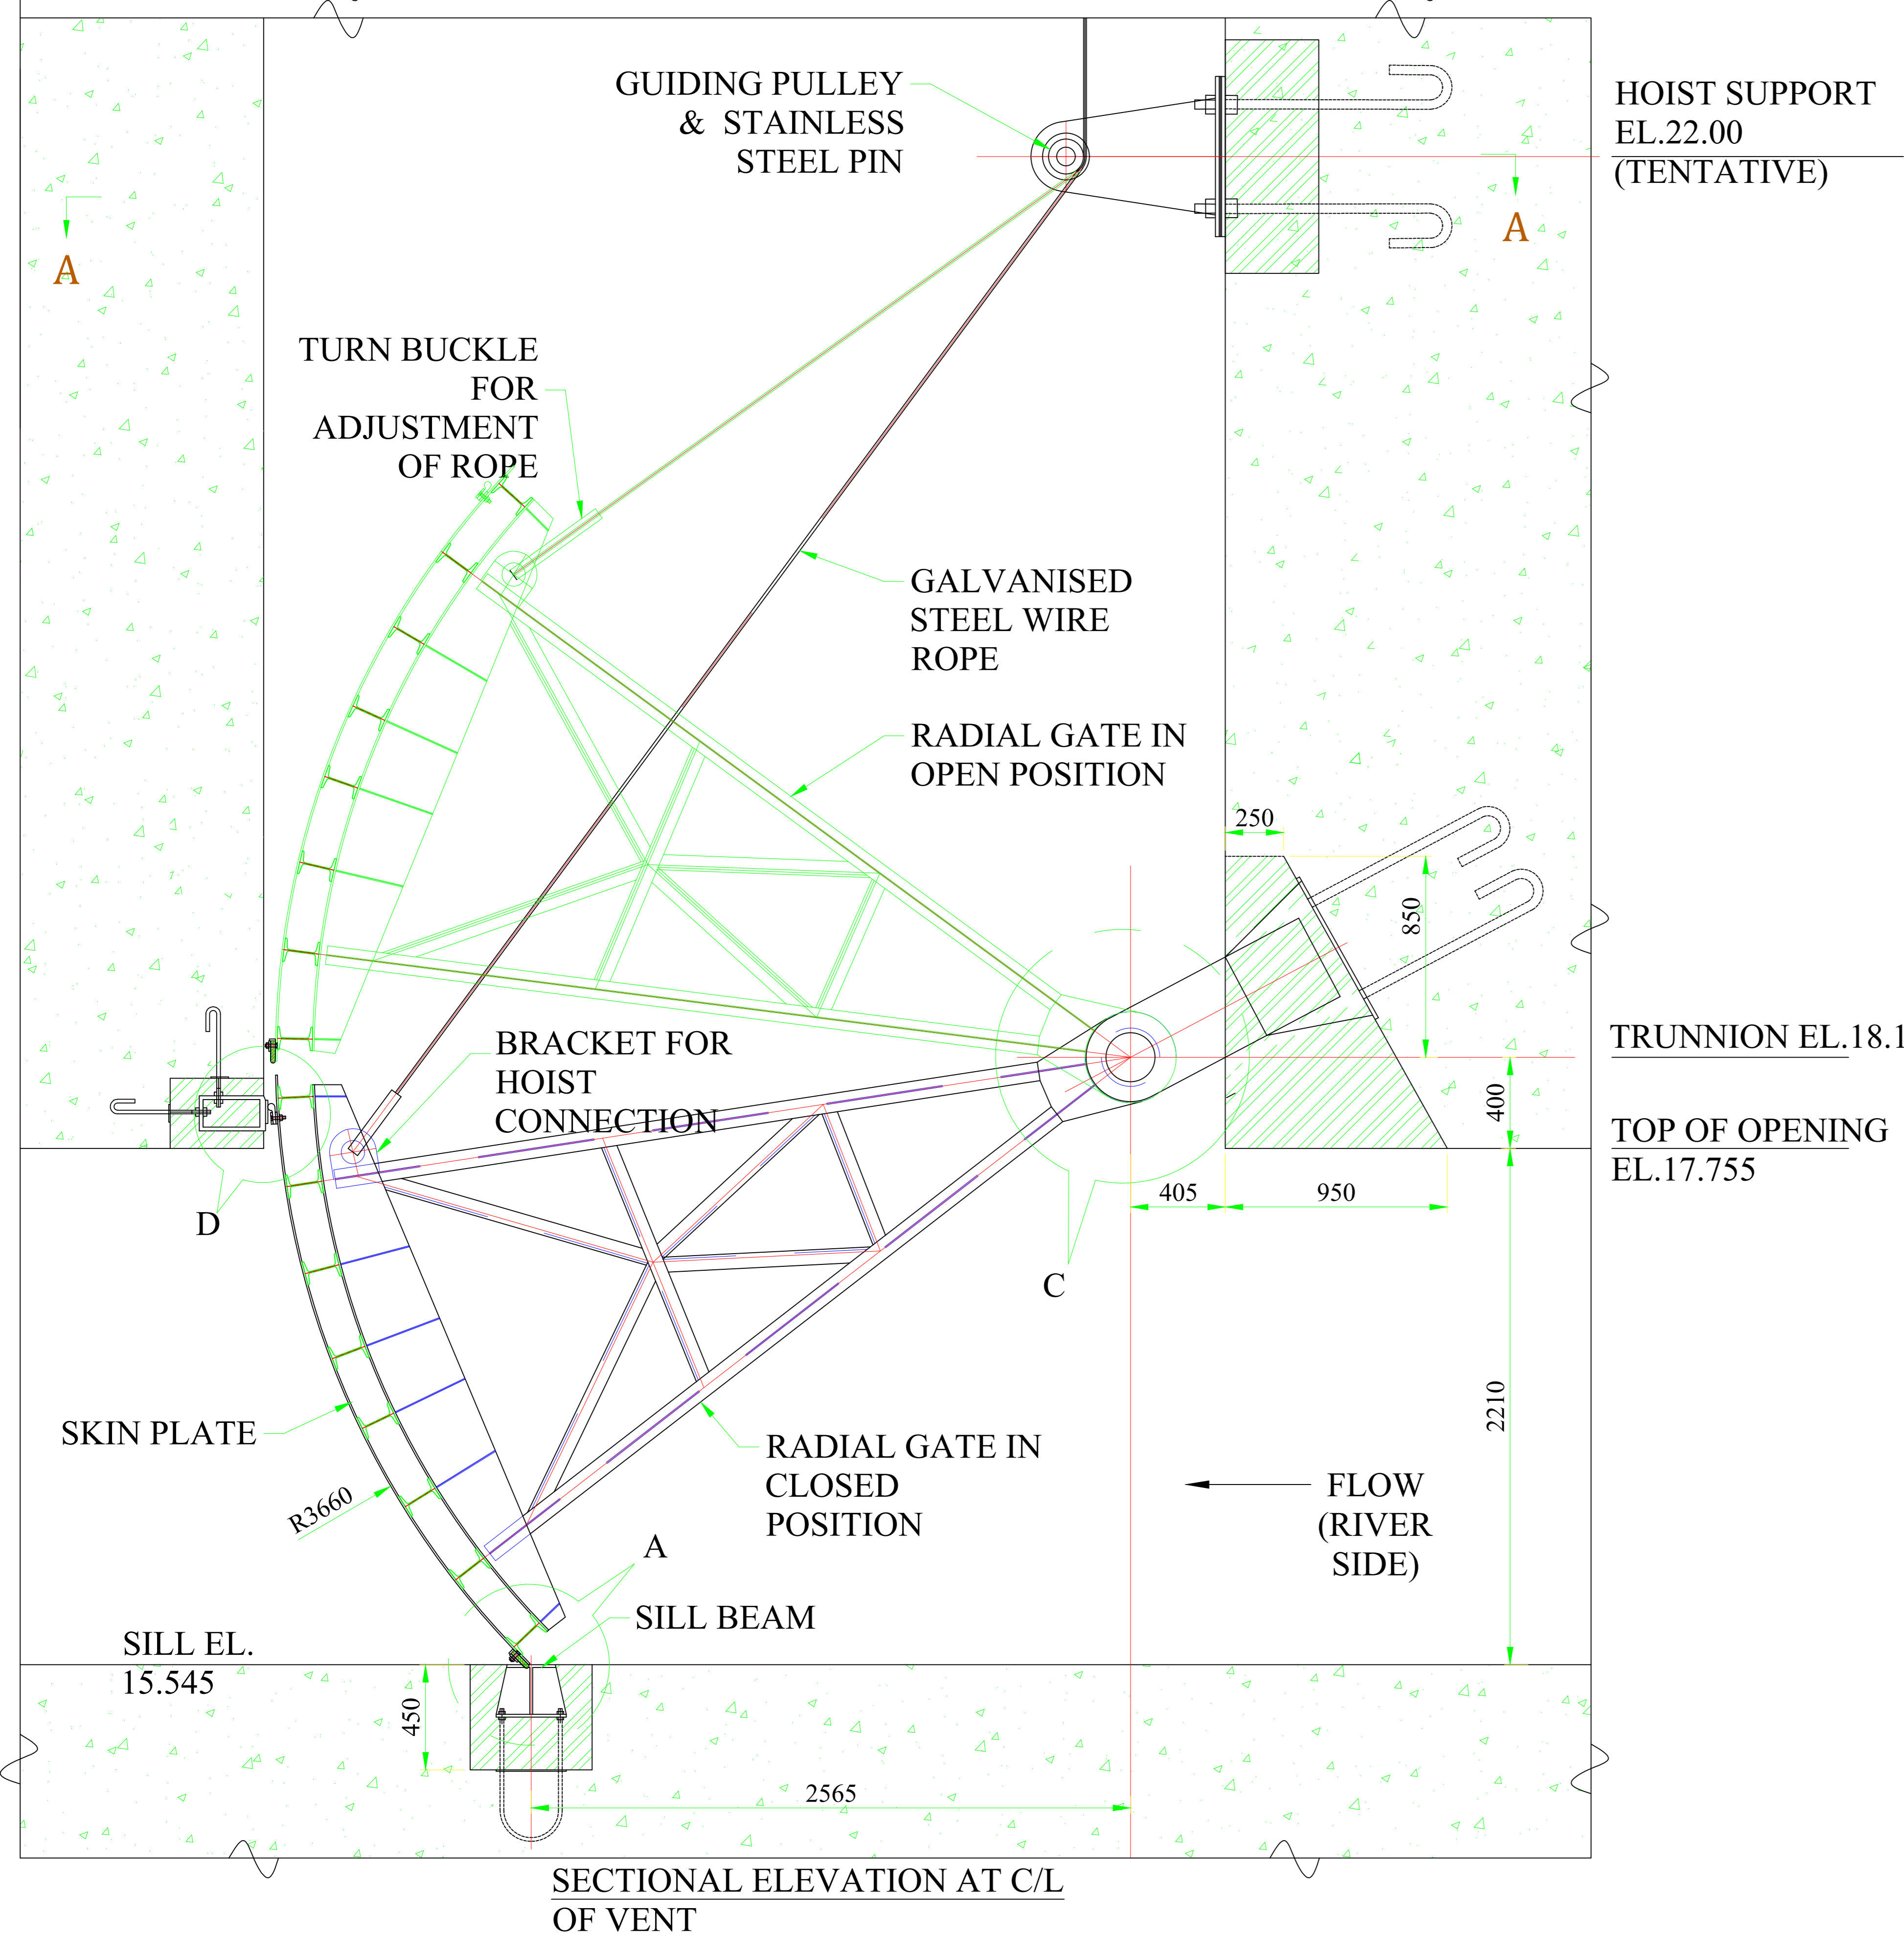 GUIDING PULLEY
& STAINLESS
STEEL PIN
HOIST SUPPORT
EL.22.00
(TENTATIVE)
A
A
TURN BUCKLE
FOR
ADJUSTMENT
OF ROPE
GALVANISED
STEEL WIRE
ROPE
RADIAL GATE IN
OPEN POSITION
250
850
BRACKET FOR
HOIST
CONNECTION
TRUNNION EL.18.1
400
TOP OF OPENING
EL.17.755
405
950
D
C
2210
SKIN PLATE
R3660
RADIAL GATE IN
CLOSED
POSITION
FLOW
(RIVER
SIDE)
A
SILL BEAM
SILL EL.
15.545
450
2565
SECTIONAL ELEVATION AT C/L
OF VENT